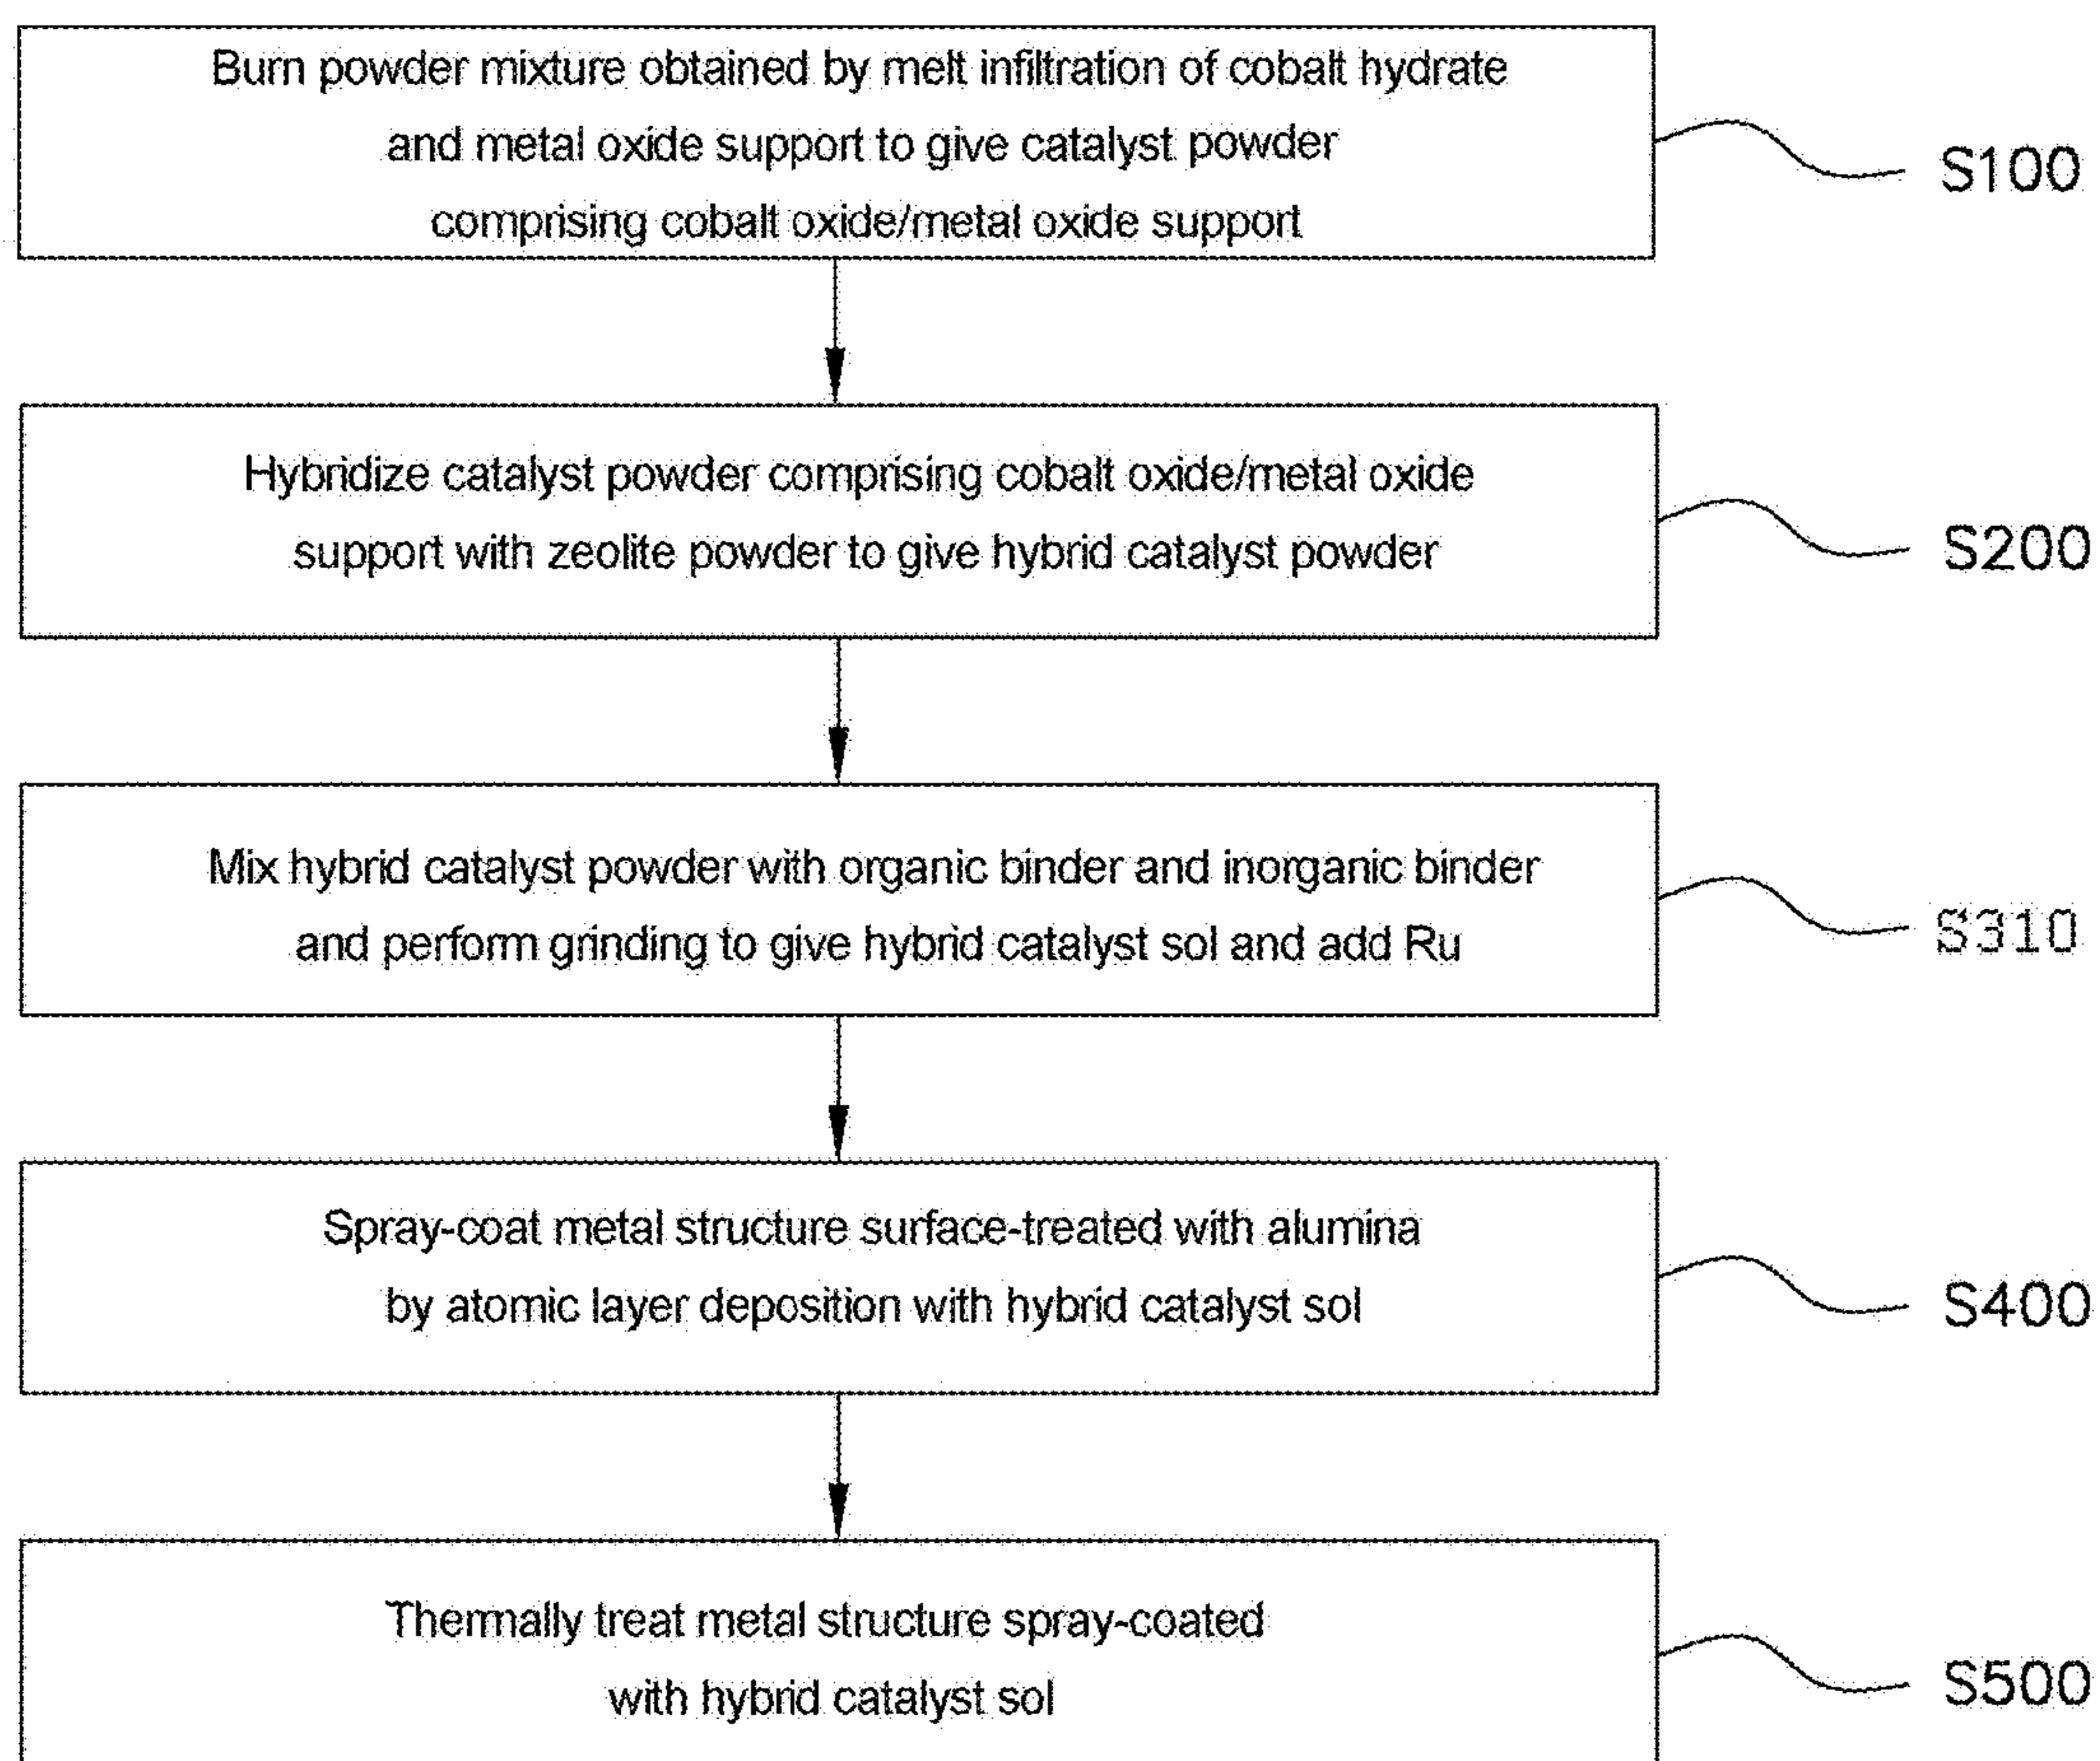 Burn powder mixture obtained by melt infiltration of cobalt hydrate
and metal oxide support to give catalyst powder
comprising cobalt oxide/metal oxide support
S100
Hybridize catalyst powder comprising cobalt oxide/metal oxide
support with zeolite powder to give hybrid catalyst powder
S200
Mix hybrid catalyst powder with organic binder and inorganic binder
and perform grinding to give hybrid catalyst sol and add Ru
S310
Spray-coat metal structure surface-treated with alumina
by atomic layer deposition with hybrid catalyst sol
S400
Thermally treat metal structure spray-coated
with hybrid catalyst sol
S500